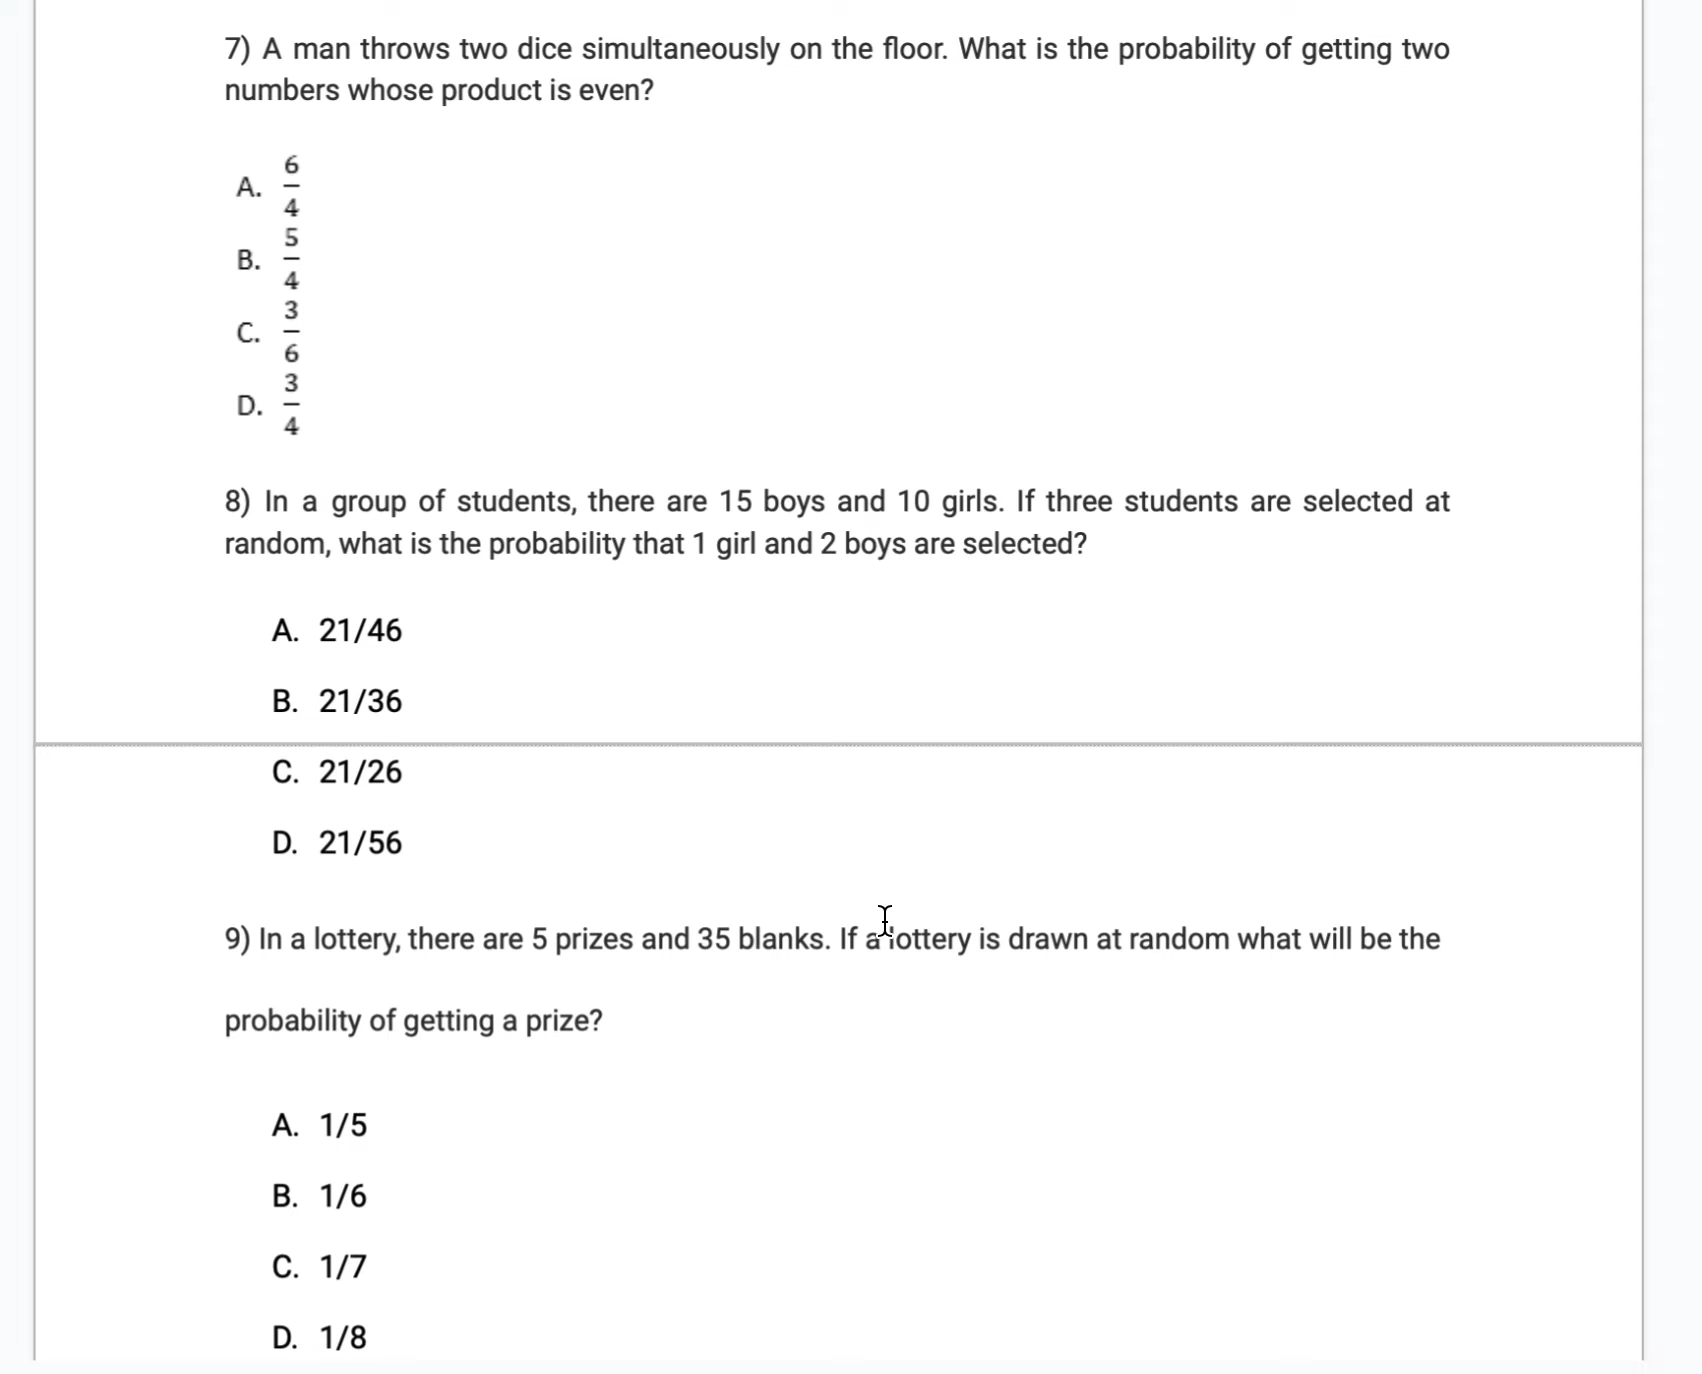 7) A man throws two dice simultaneously on the floor. What is the probability of getting two
numbers whose product is even?
A. 6/4
B. 5/4
C. 3/6
D. 3/4
8) In a group of students, there are 15 boys and 10 girls. If three students are selected at
random, what is the probability that 1 girl and 2 boys are selected?
A. 21/46
B. 21/36
C. 21/26
D. 21/56
9) In a lottery, there are 5 prizes and 35 blanks. If a lottery is drawn at random what will be the
probability of getting a prize?
A. 1/5
B. 1/6
C. 1/7
D. 1/8